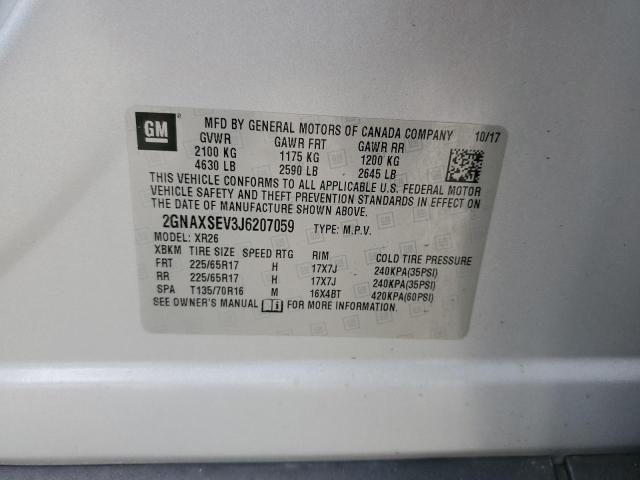 GM
MFD BY GENERAL MOTORS OF CANADA COMPANY 10/17
GVWR GAWR FRT GAWR RR
2100 KG 1175 KG 1200 KG
4630 LB 2590 LB 2645 LB
THIS VEHICLE CONFORMS TO ALL APPLICABLE U.S. FEDERAL MOTOR
VEHICLE SAFETY AND THEFT PREVENTION STANDARDS IN EFFECT ON
THE DATE OF MANUFACTURE SHOWN ABOVE.
2GNAXSEV3J6207059 TYPE: M.P.V.
MODEL: XR26
XBKM TIRE SIZE SPEED RTG RIM COLD TIRE PRESSURE
FRT 225/65R17 H 17X7J 240KPA(35PSI)
RR 225/65R17 H 17X7J 240KPA(35PSI)
SPA T135/70R16 M 16X4BT 420KPA(60PSI)
SEE OWNER'S MANUAL FOR MORE INFORMATION.